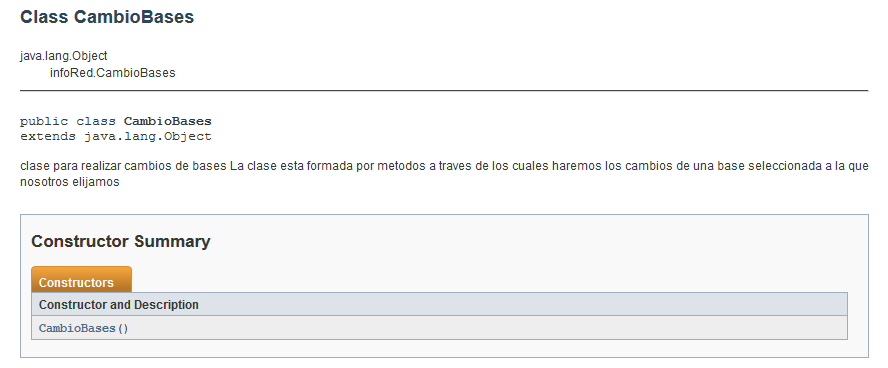 Class CambioBases
java.lang.Object
infoRed.CambioBases
public class CambioBases
extends java.lang.Object
clase para realizar cambios de bases La clase esta formada por metodos a traves de los cuales haremos los cambios de una base seleccionada a la que
nosotros elijamos
Constructor Summary
Constructors
Constructor and Description
CambioBases()